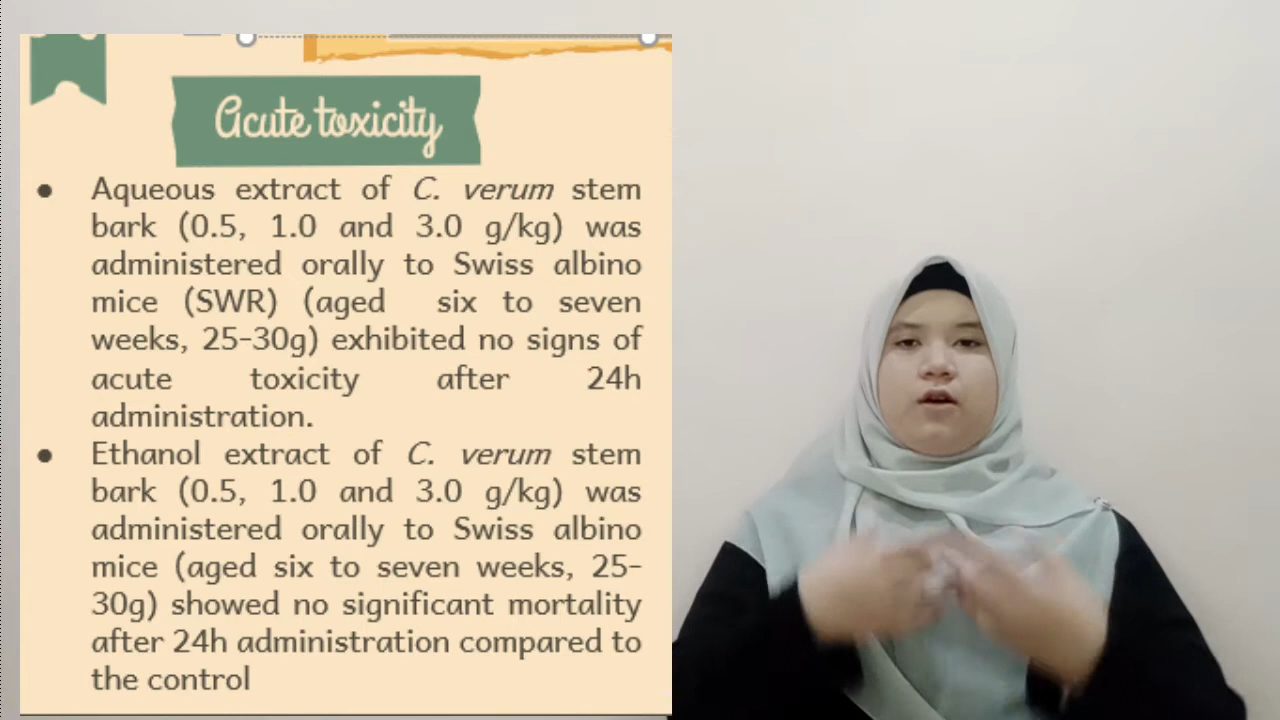 Acute toxicity
● Aqueous extract of C. verum stem
bark (0.5, 1.0 and 3.0 g/kg) was
administered orally to Swiss albino
mice (SWR) (aged six to seven
weeks, 25-30g) exhibited no signs of
acute toxicity after 24h
administration.
● Ethanol extract of C. verum stem
bark (0.5, 1.0 and 3.0 g/kg) was
administered orally to Swiss albino
mice (aged six to seven weeks, 25-
30g) showed no significant mortality
after 24h administration compared to
the control